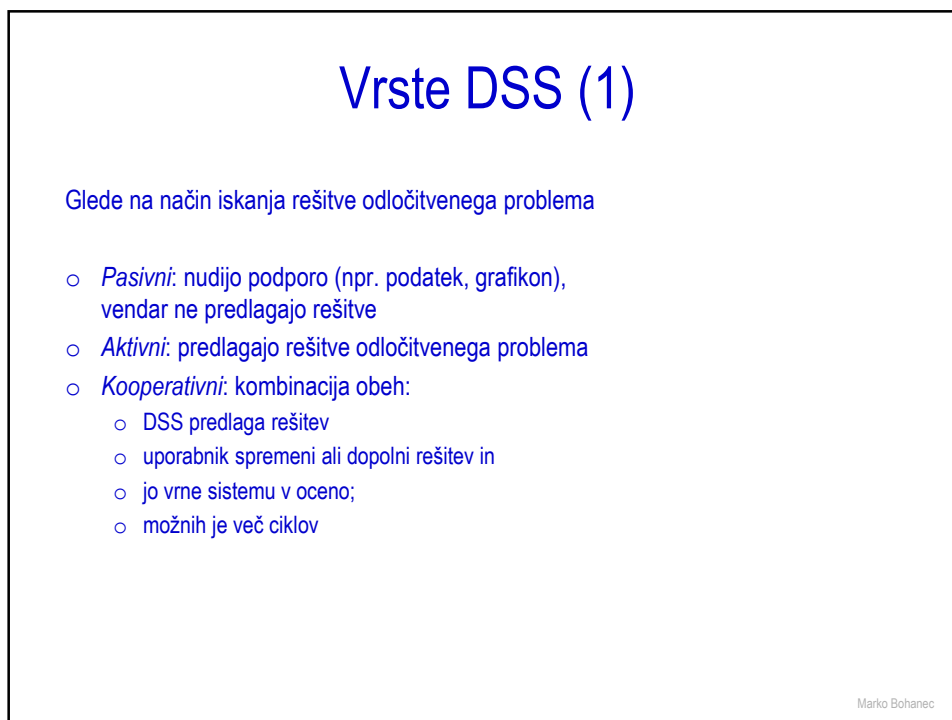 Vrste DSS (1)
Glede na način iskanja rešitve odločitvenega problema
○ Pasivni: nudijo podporo (npr. podatek, grafikon),
vendar ne predlagajo rešitve
○ Aktivni: predlagajo rešitve odločitvenega problema
○ Kooperativni: kombinacija obeh:
○ DSS predlaga rešitev
○ uporabnik spremeni ali dopolni rešitev in
○ jo vrne sistemu v oceno;
○ možnih je več ciklov
Marko Bohanec